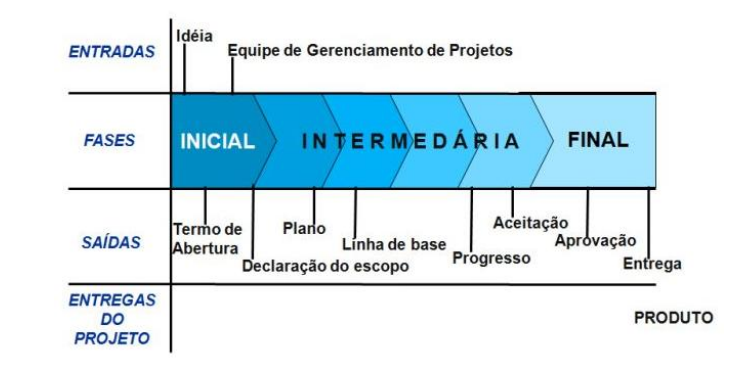 ENTRADAS
Idéia
Equipe de Gerenciamento de Projetos
FASES
INICIAL
INTERMEDÁRIA
FINAL
SAÍDAS
Termo de
Abertura
Declaração do escopo
Plano
Linha de base
Progresso
Aceitação
Aprovação
Entrega
ENTREGAS
DO
PROJETO
PRODUTO